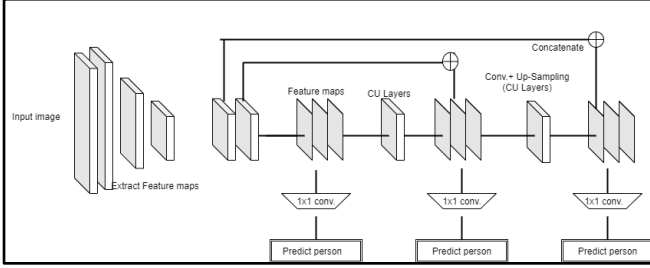 Concatenate
Conv.+ Up-Sampling
(CU Layers)
Feature maps
CU Layers
Input image
Extract Feature maps
1x1 conv.
1x1 conv.
1x1 conv.
Predict person
Predict person
Predict person